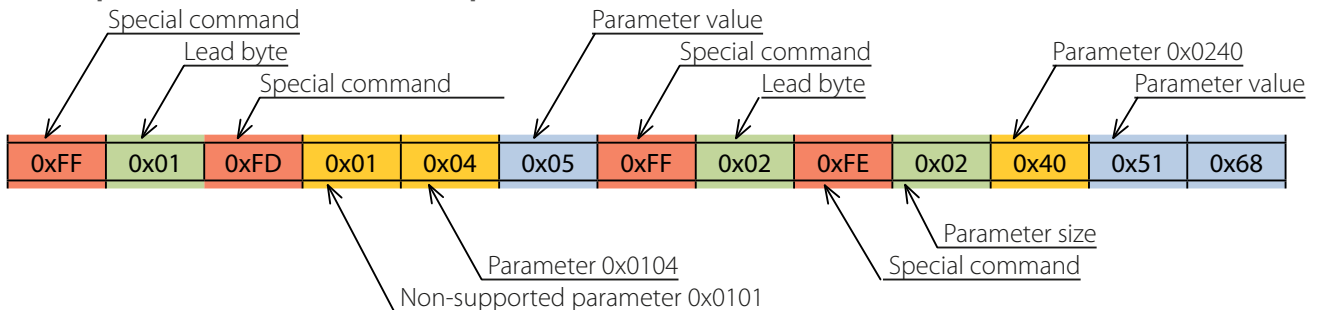 Special command
Parameter value
Lead byte
Special command
Parameter 0x0240
Special command
Lead byte
Parameter value
0xFF 0x01 0xFD 0x01 0x04 0x05 0xFF 0x02 0xFE 0x02 0x40 0x51 0x68
Parameter size
Parameter 0x0104
Special command
Non-supported parameter 0x0101